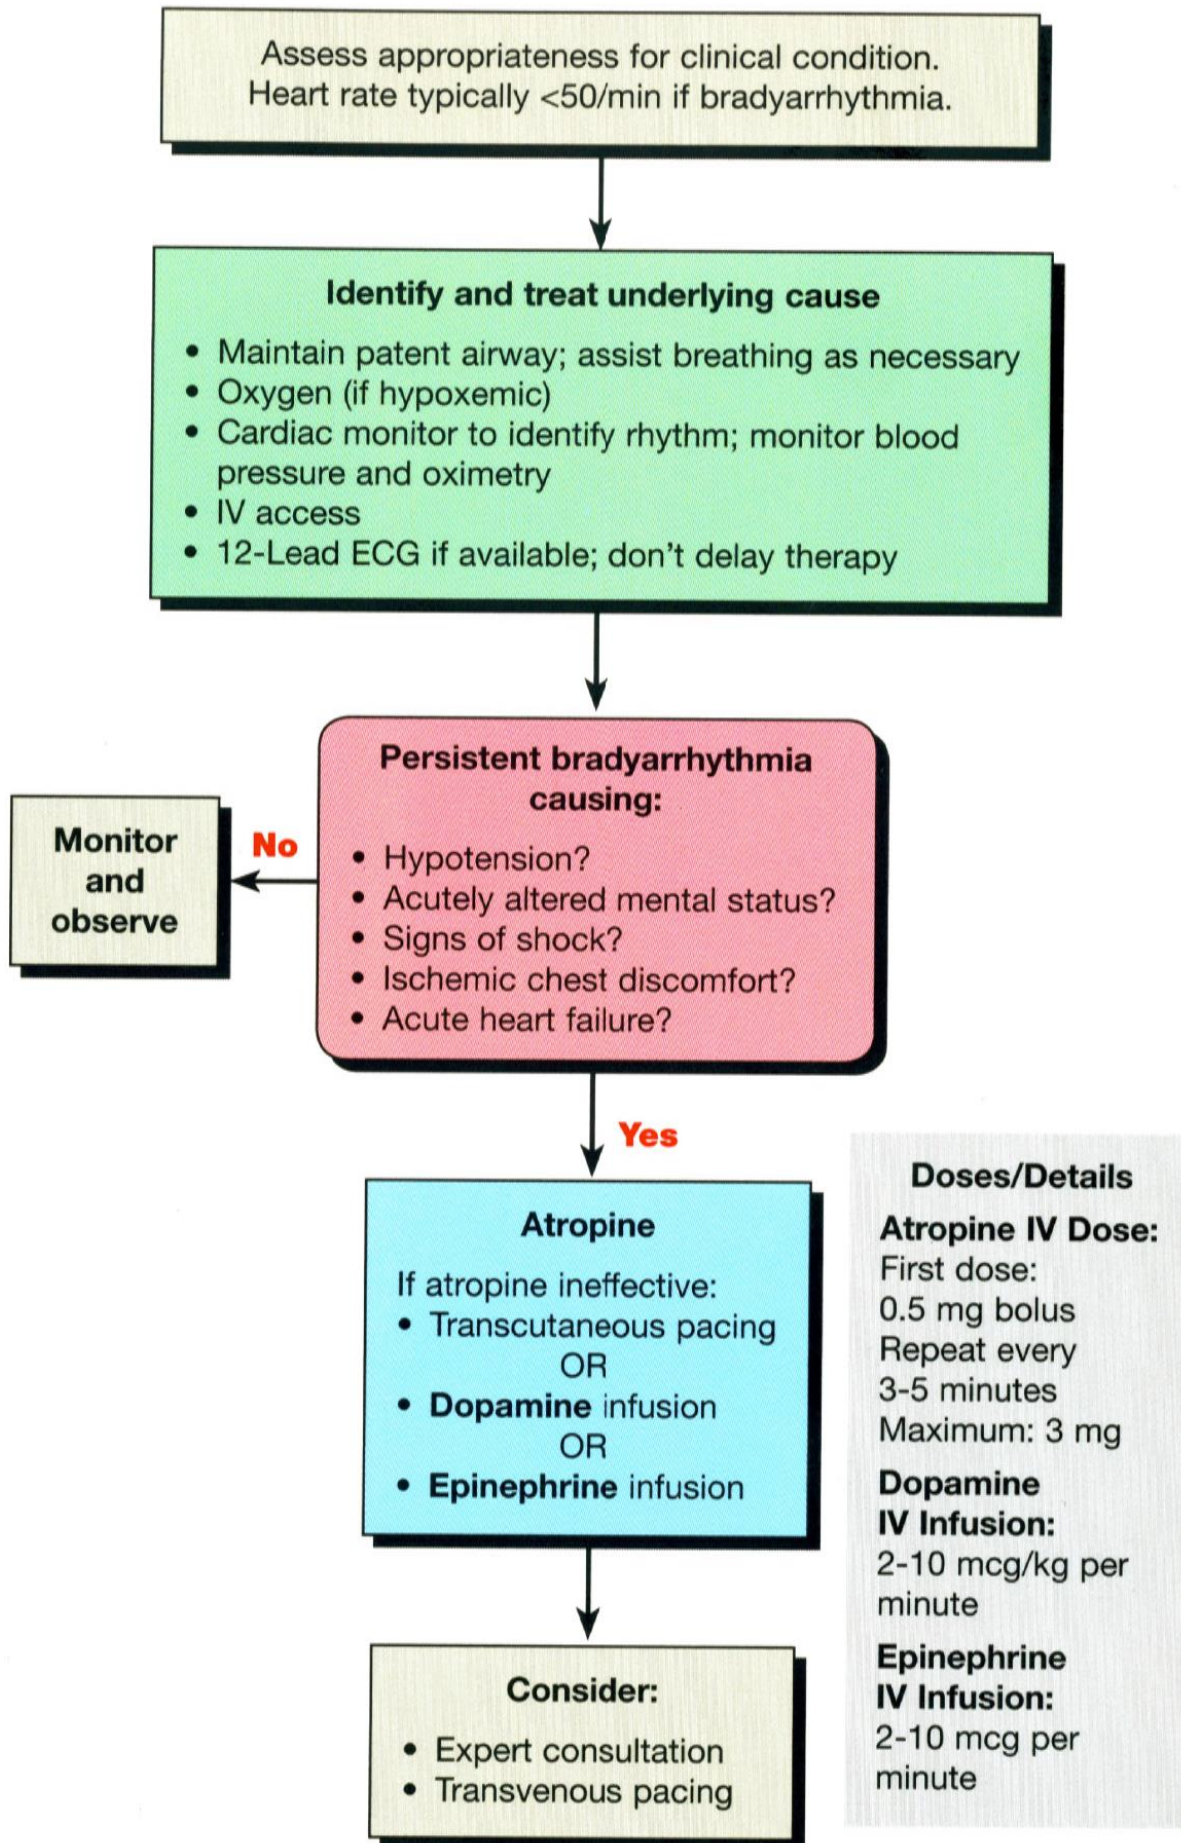 Assess appropriateness for clinical condition.
Heart rate typically <50/min if bradyarrhythmia.
Identify and treat underlying cause
• Maintain patent airway; assist breathing as necessary
• Oxygen (if hypoxemic)
• Cardiac monitor to identify rhythm; monitor blood
pressure and oximetry
• IV access
• 12-Lead ECG if available; don't delay therapy
Persistent bradyarrhythmia
causing:
• Hypotension?
• Acutely altered mental status?
• Signs of shock?
• Ischemic chest discomfort?
• Acute heart failure?
No
Monitor
and
observe
Yes
Atropine
If atropine ineffective:
• Transcutaneous pacing
OR
• Dopamine infusion
OR
• Epinephrine infusion
Consider:
• Expert consultation
• Transvenous pacing
Doses/Details
Atropine IV Dose:
First dose:
0.5 mg bolus
Repeat every
3-5 minutes
Maximum: 3 mg
Dopamine
IV Infusion:
2-10 mcg/kg per
minute
Epinephrine
IV Infusion:
2-10 mcg per
minute